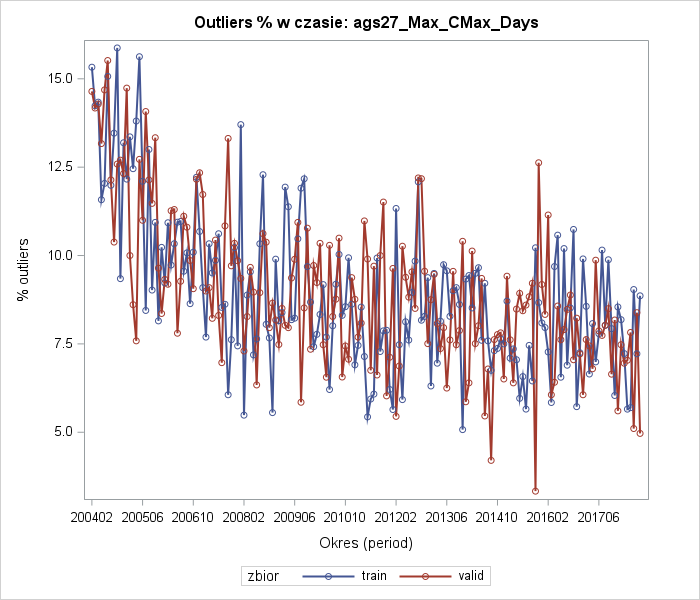 Outliers % w czasie: ags27_Max_CMax_Days
15.0
12.5
10.0
7.5
5.0
% outliers
200402 200506 200610 200802 200906 201010 201202 201306 201410 201602 201706
Okres (period)
zbior train valid